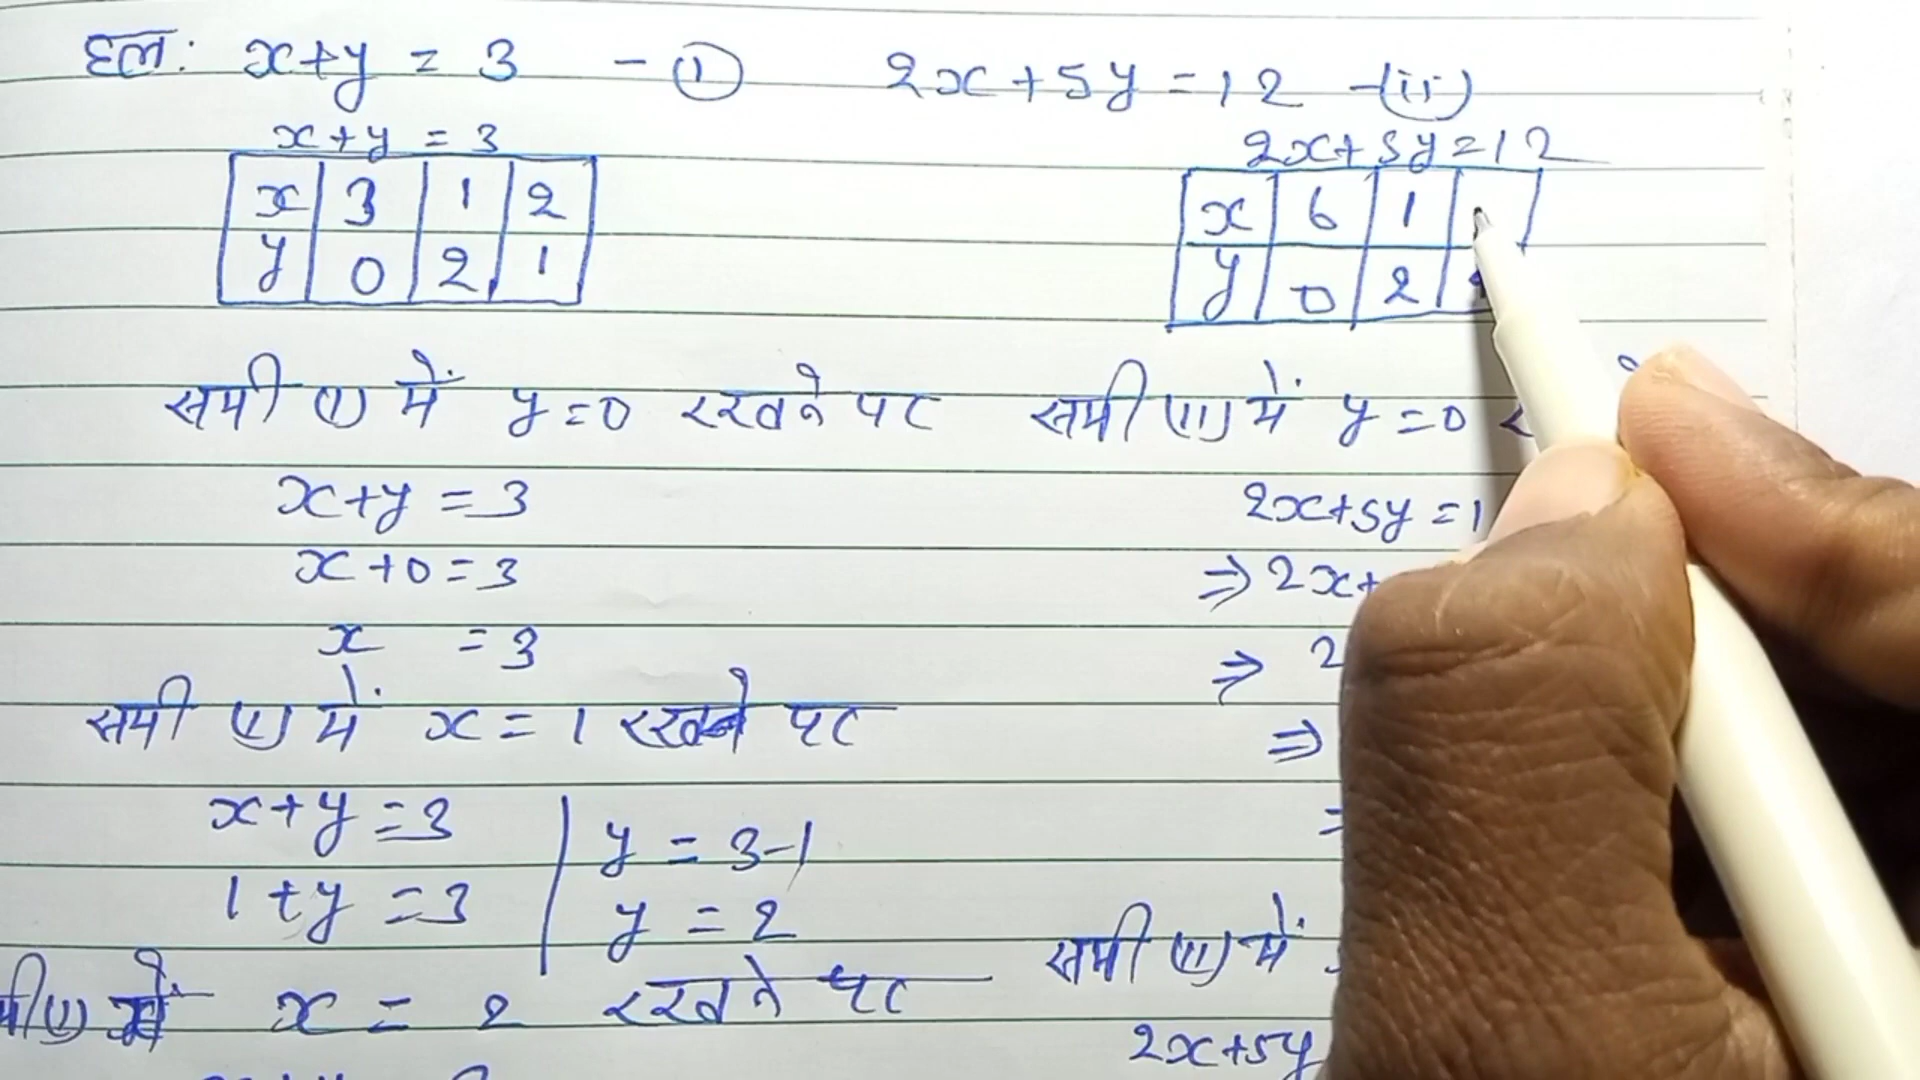 हल: x+y = 3 - (1) 2x+5y=12 -(ii)
x+y = 3 2x+5y=12
x 3 1 2 x 6 1
y 0 2 1 y 0 2
समी (i) में y=0 रखने पर समी (ii) में y=0
x+y = 3 2x+5y = 1
x+0=3 ⇒ 2x+
x = 3 ⇒ 2
समी (i) में x = 1 रखने पर ⇒
x+y=3 y = 3-1 =
1+y=3 y = 2 समी (ii) में
मी (i) में x = 2 रखने पर
2x+5y